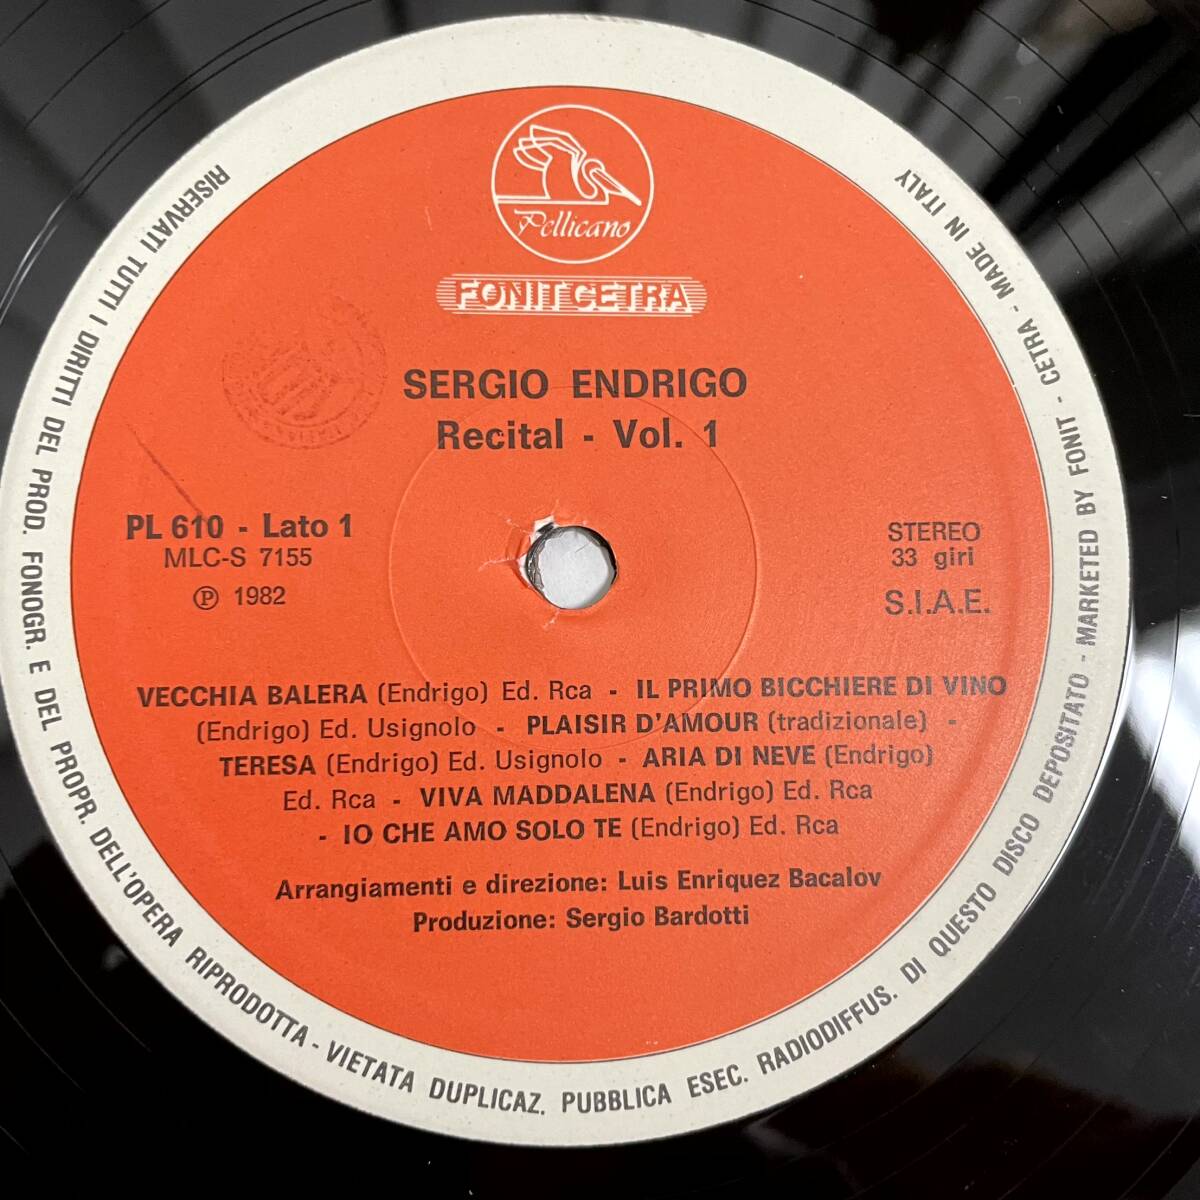 Pellicano
FONIT CETRA
SERGIO ENDRIGO
Recital - Vol. 1
PL 610 - Lato 1
MLC-S 7155
℗ 1982
STEREO
33 giri
S.I.A.E.
VECCHIA BALERA (Endrigo) Ed. Rca - IL PRIMO BICCHIERE DI VINO
(Endrigo) Ed. Usignolo - PLAISIR D'AMOUR (tradizionale) -
TERESA (Endrigo) Ed. Usignolo - ARIA DI NEVE (Endrigo)
Ed. Rca - VIVA MADDALENA (Endrigo) Ed. Rca
- IO CHE AMO SOLO TE (Endrigo) Ed. Rca
Arrangiamenti e direzione: Luis Enriquez Bacalov
Produzione: Sergio Bardotti
RISERVATI TUTTI I DIRITTI DEL PROD. FONOGR. E DEL PROPR. DELL'OPERA RIPRODOTTA - VIETATA DUPLICAZ. PUBBLICA ESEC. RADIODIFFUS. DI QUESTO DISCO DEPOSITATO - MARKETED BY FONIT - CETRA - MADE IN ITALY